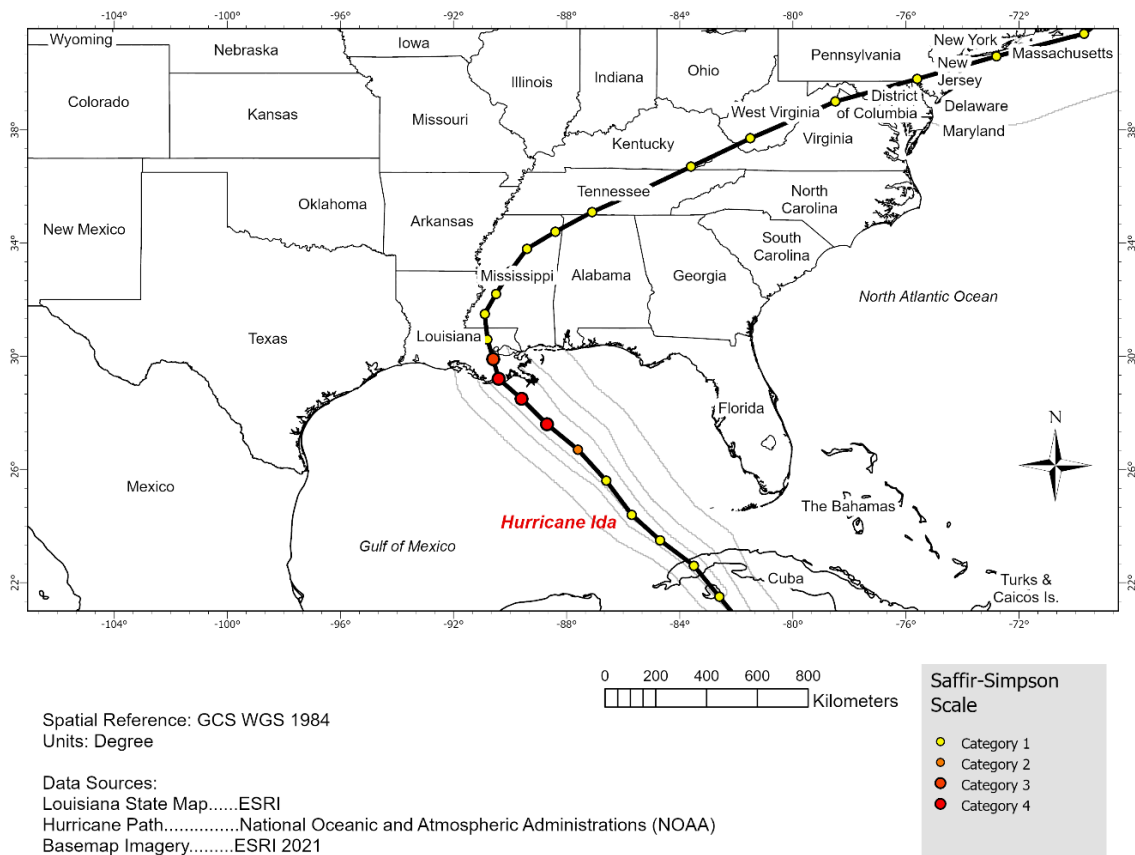 -104° -100° -96° -92° -88° -84° -80° -76° -72°
Wyoming
Nebraska
Iowa
Illinois
Indiana
Ohio
Pennsylvania
New York
Massachusetts
New
Jersey
Colorado
Kansas
Missouri
West Virginia
District
of Columbia
Delaware
Maryland
38°
38°
Kentucky
Virginia
Oklahoma
Arkansas
Tennessee
North
Carolina
New Mexico
34°
34°
South
Carolina
Mississippi
Alabama
Georgia
North Atlantic Ocean
Texas
Louisiana
30°
30°
Florida
N
26°
26°
Mexico
The Bahamas
Hurricane Ida
Gulf of Mexico
Cuba
Turks &
Caicos Is.
22°
22°
-104° -100° -96° -92° -88° -84° -80° -76° -72°
0 200 400 600 800
Kilometers
Saffir-Simpson
Scale
Category 1
Category 2
Category 3
Category 4
Spatial Reference: GCS WGS 1984
Units: Degree
Data Sources:
Louisiana State Map......ESRI
Hurricane Path...............National Oceanic and Atmospheric Administrations (NOAA)
Basemap Imagery.........ESRI 2021